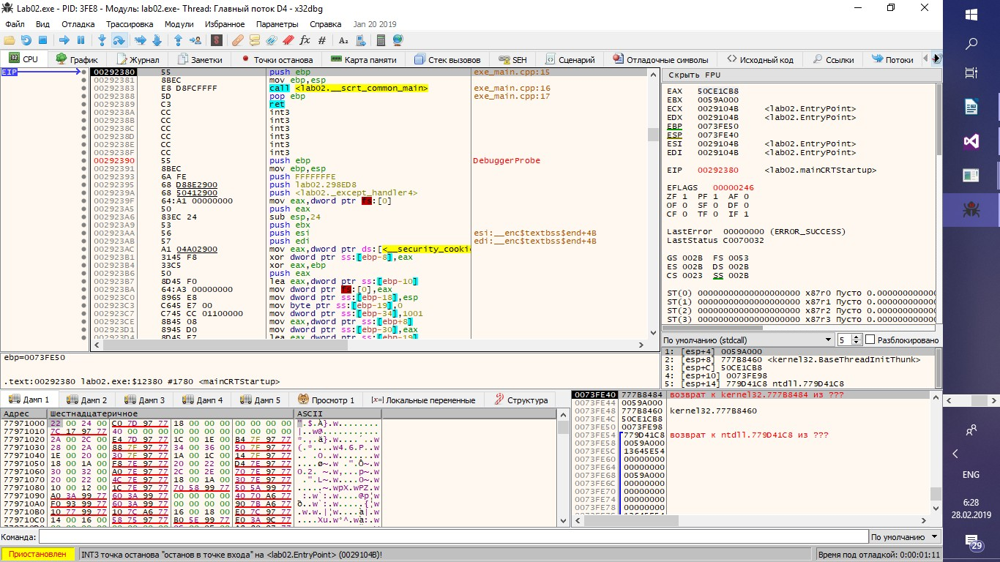 Lab02.exe - PID: 3FE8 - Модуль: lab02.exe- Thread: Главный поток D4 - x32dbg
Файл Вид Отладка Трассировка Модули Избранное Параметры Справка Jan 20 2019
CPU График Журнал Заметки Точки останова Карта памяти Стек вызовов SEH Сценарий Отладочные символы Исходный код Ссылки Потоки
EIP
00292380 55 push ebp exe_main.cpp:15
00292381 8BEC mov ebp,esp
00292383 E8 D8FCFFFF call <lab02.__scrt_common_main> exe_main.cpp:16
00292388 5D pop ebp exe_main.cpp:17
00292389 C3 ret
0029238A CC int3
0029238B CC int3
0029238C CC int3
0029238D CC int3
0029238E CC int3
0029238F CC int3
00292390 55 push ebp DebuggerProbe
00292391 8BEC mov ebp,esp
00292393 6A FE push FFFFFFFE
00292395 68 D88E2900 push lab02.298ED8
0029239A 68 50412900 push <lab02._except_handler4>
0029239F 64:A1 00000000 mov eax,dword ptr fs:[0]
002923A5 50 push eax
002923A6 83EC 24 sub esp,24
002923A9 53 push ebx
002923AA 56 push esi esi:__enc$textbss$end+4B
002923AB 57 push edi edi:__enc$textbss$end+4B
002923AC A1 04A02900 mov eax,dword ptr ds:[<__security_cooki
002923B1 3145 F8 xor dword ptr ss:[ebp-8],eax
002923B4 33C5 xor eax,ebp
002923B6 50 push eax
002923B7 8D45 F0 lea eax,dword ptr ss:[ebp-10]
002923BA 64:A3 00000000 mov dword ptr fs:[0],eax
002923C0 8965 E8 mov dword ptr ss:[ebp-18],esp
002923C3 C645 E7 00 mov byte ptr ss:[ebp-19],0
002923C7 C745 CC 01100000 mov dword ptr ss:[ebp-34],1001
002923CE 8B45 08 mov eax,dword ptr ss:[ebp+8]
002923D1 8945 D0 mov dword ptr ss:[ebp-30],eax
002923D4 8D45 E7 lea eax,dword ptr ss:[ebp-19]
Скрыть FPU
EAX 50CE1CB8
EBX 0059A000
ECX 0029104B <lab02.EntryPoint>
EDX 0029104B <lab02.EntryPoint>
EBP 0073FE50
ESP 0073FE40
ESI 0029104B <lab02.EntryPoint>
EDI 0029104B <lab02.EntryPoint>
EIP 00292380 <lab02.mainCRTStartup>
EFLAGS 00000246
ZF 1 PF 1 AF 0
OF 0 SF 0 DF 0
CF 0 TF 0 IF 1
LastError 00000000 (ERROR_SUCCESS)
LastStatus C0070032
GS 002B FS 0053
ES 002B DS 002B
CS 0023 SS 002B
ST(0) 00000000000000000000 x87r0 Пусто 0.0000000000
ST(1) 00000000000000000000 x87r1 Пусто 0.0000000000
ST(2) 00000000000000000000 x87r2 Пусто 0.0000000000
ST(3) 00000000000000000000 x87r3 Пусто 0.0000000000
По умолчанию (stdcall) 5 Разблокировано
1: [esp+4] 0059A000
2: [esp+8] 777B8460 <kernel32.BaseThreadInitThunk>
3: [esp+C] 50CE1CB8
4: [esp+10] 0073FE98
5: [esp+14] 779D41C8 ntdll.779D41C8
ebp=0073FE50
.text:00292380 lab02.exe:$12380 #1780 <mainCRTStartup>
Дамп 1 Дамп 2 Дамп 3 Дамп 4 Дамп 5 Просмотр 1 [x=] Локальные переменные Структура
Адрес Шестнадцатеричное ASCII
77971000 22 00 24 00 C0 7D 97 77 18 00 00 00 00 00 00 00
77971010 7C 17 97 77 40 00 00 00 00 00 00 00 00 00 00 00
77971020 2A 00 2C 00 E4 7D 97 77 1C 00 1E 00 B4 7F 97 77
77971030 28 00 2A 00 88 7F 97 77 34 00 36 00 50 7F 97 77
77971040 1E 00 20 00 30 7F 97 77 1A 00 1C 00 14 7F 97 77
77971050 18 00 1A 00 F8 7E 97 77 20 00 22 00 D4 7E 97 77
77971060 30 00 32 00 A0 7E 97 77 2C 00 2E 00 70 7E 97 77
77971070 20 00 22 00 4C 7E 97 77 18 00 1A 00 30 7E 97 77
77971080 10 00 12 00 1C 7E 97 77 70 58 99 77 50 5A 99 77
77971090 A0 3A 99 77 60 3A 99 77 00 00 00 00 40 70 A6 77
779710A0 F0 93 99 77 60 3A 99 77 00 00 00 00 90 7B A6 77
779710B0 10 77 99 77 10 7C A6 77 16 00 18 00 E0 7C 97 77
779710C0 14 00 16 00 58 75 97 77 B0 5E 99 77 E0 3A 9C 77
0073FE40 777B8484 возврат к kernel32.777B8484 из ???
0073FE44 0059A000
0073FE48 777B8460 kernel32.777B8460
0073FE4C 50CE1CB8
0073FE50 0073FE98
0073FE54 779D41C8 возврат к ntdll.779D41C8 из ???
0073FE58 0059A000
0073FE5C 13645E54
0073FE60 00000000
0073FE64 00000000
0073FE68 0059A000
0073FE6C 00000000
0073FE70 00000000
0073FE74 00000000
0073FE78 00000000
Команда: По умолчанию
Приостановлен INT3 точка останова "останов в точке входа" на <lab02.EntryPoint> (0029104B)! Время под отладкой: 0:00:01:11
ENG
6:28
28.02.2019
29